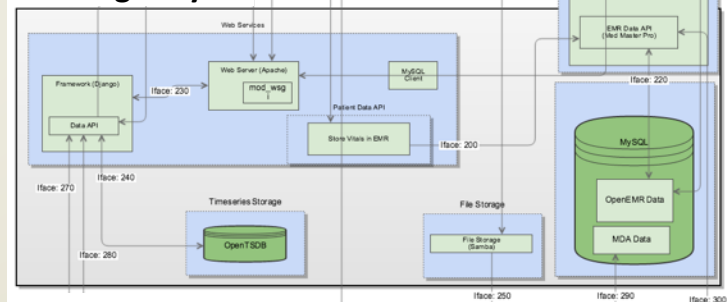 Web Services
EMR Data API
(Med Master Pro)
Web Server (Apache)
mod_wsg
i
MySQL
Client
Iface: 220
Framework (Django)
Iface: 230
Data API
Patient Data API
Store Vitals in EMR
Iface: 200
MySQL
Iface: 240
Iface: 270
OpenEMR Data
Timeseries Storage
File Storage
OpenTSDB
File Storage
(Samba)
MDA Data
Iface: 280
Iface: 250
Iface: 290
Iface: 300